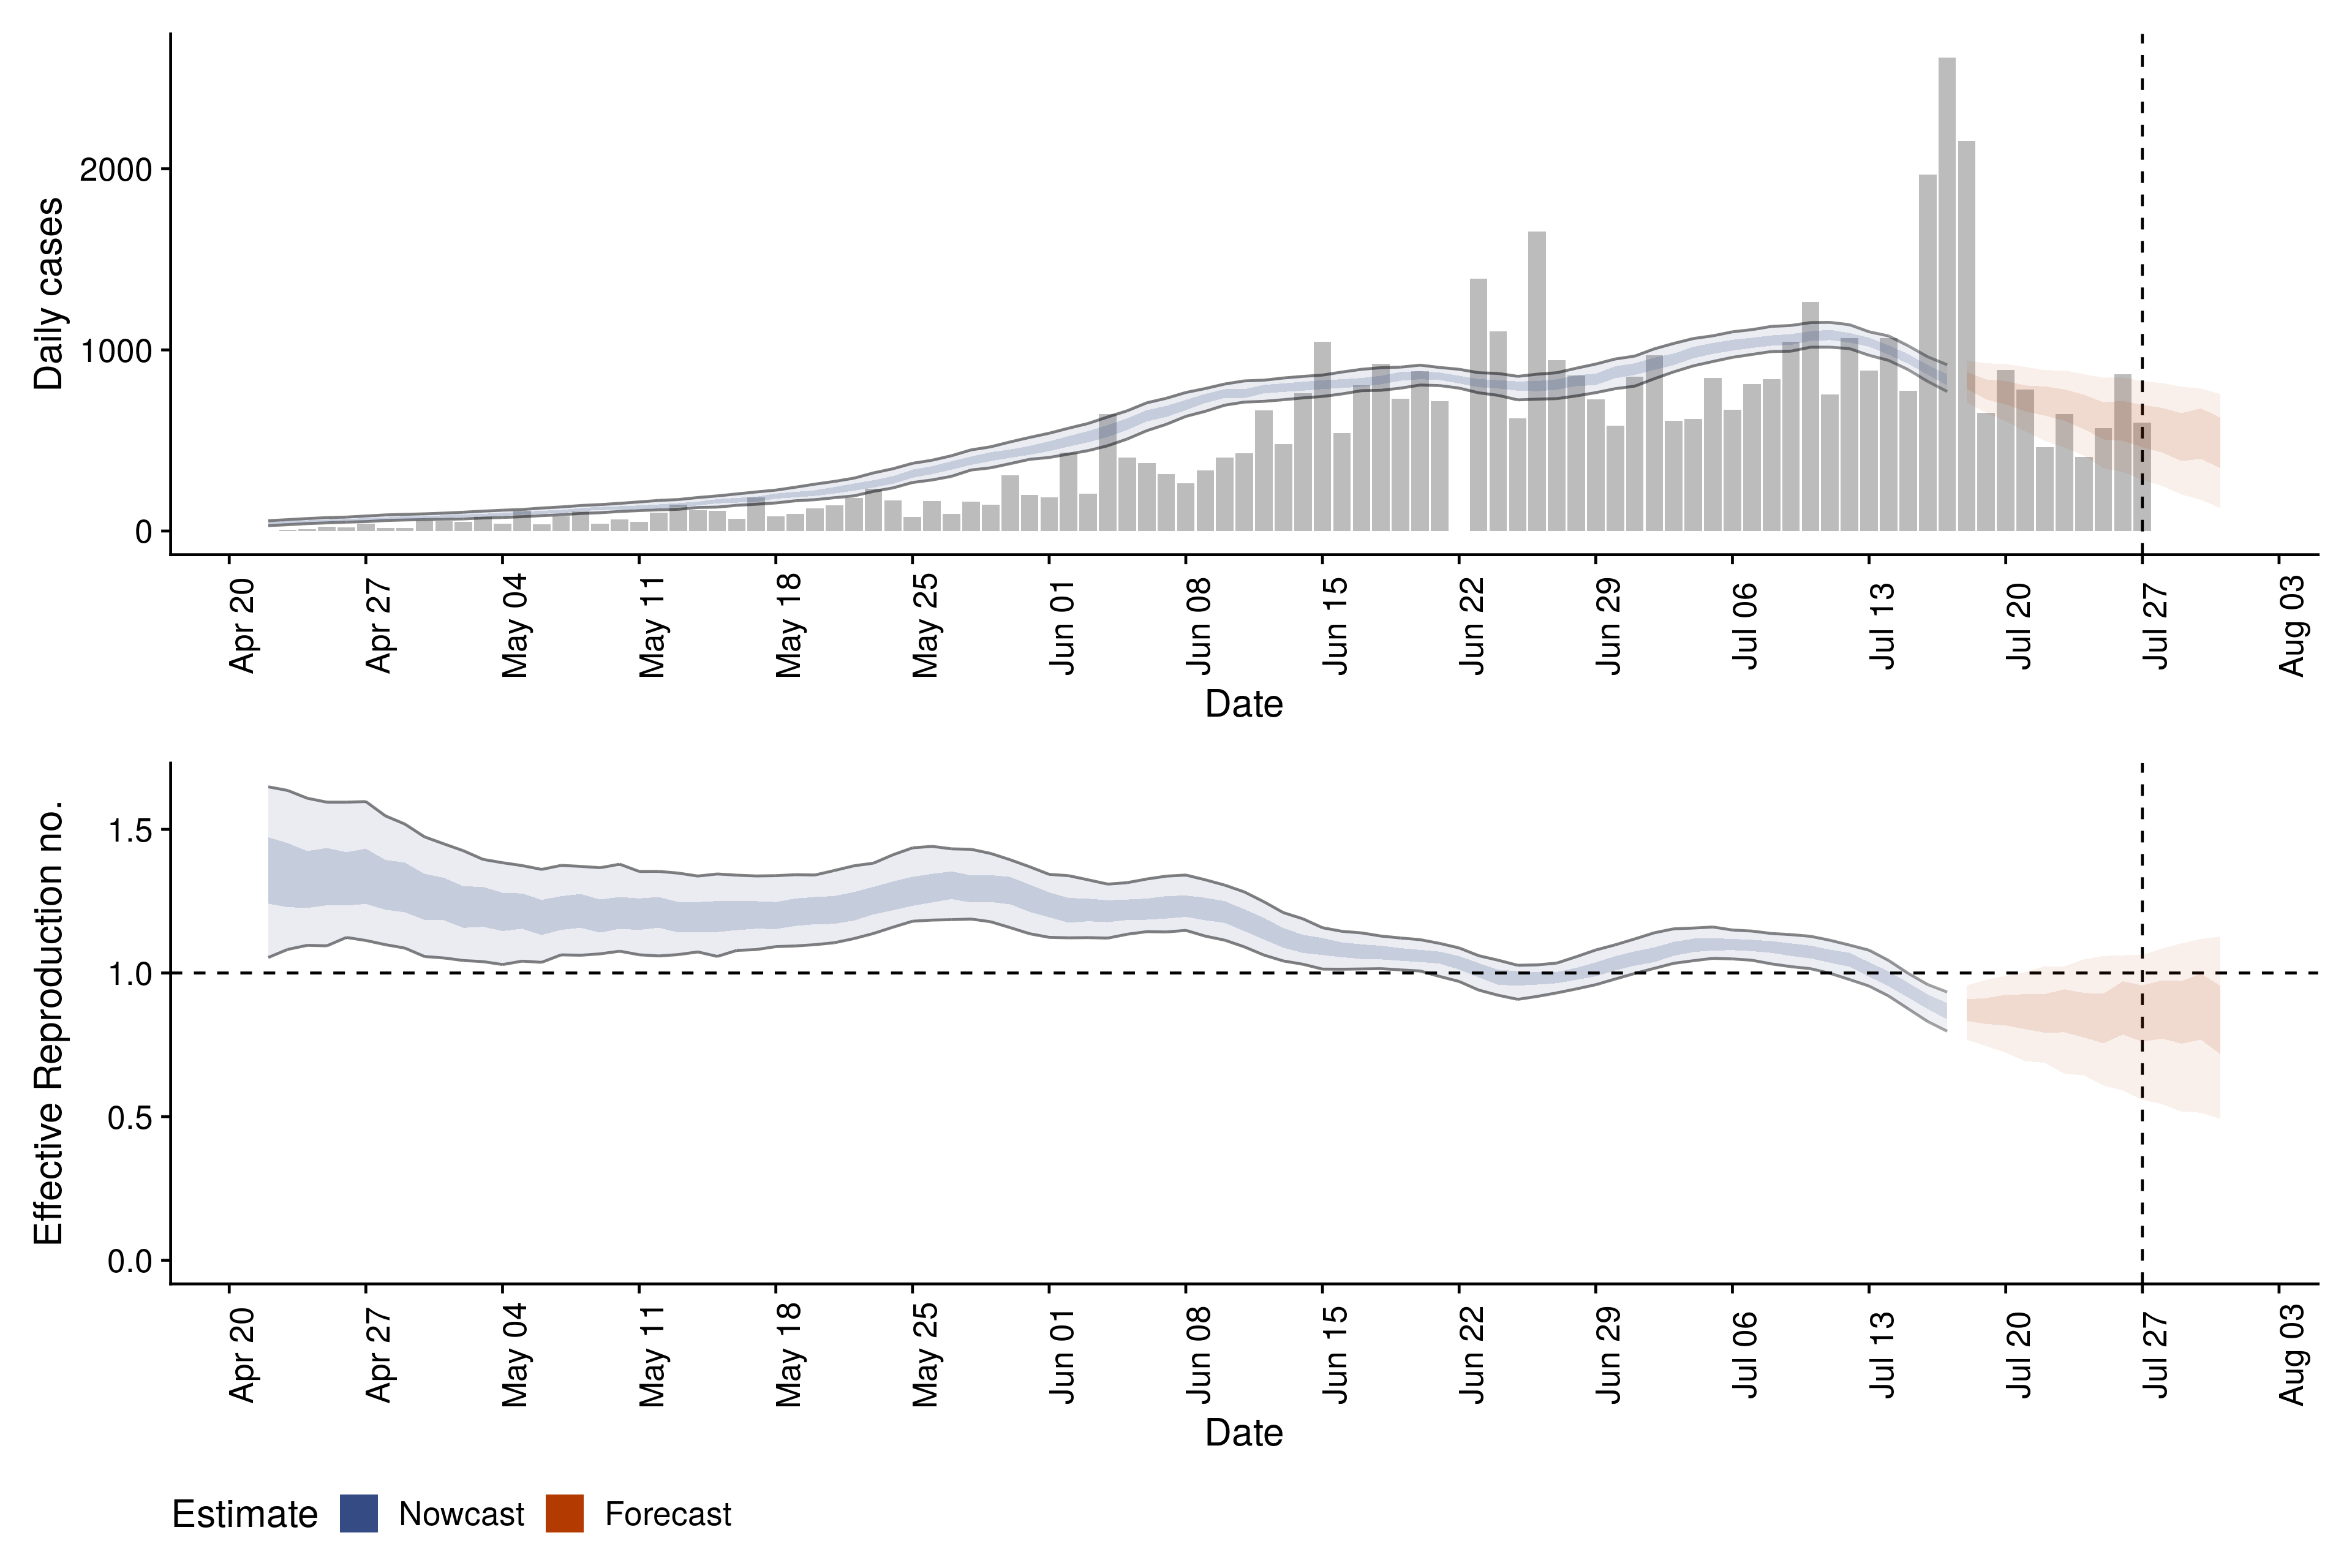 Daily cases
2000
1000
0
Apr 20 Apr 27 May 04 May 11 May 18 May 25 Jun 01 Jun 08 Jun 15 Jun 22 Jun 29 Jul 06 Jul 13 Jul 20 Jul 27 Aug 03
Date
Effective Reproduction no.
1.5
1.0
0.5
0.0
Apr 20 Apr 27 May 04 May 11 May 18 May 25 Jun 01 Jun 08 Jun 15 Jun 22 Jun 29 Jul 06 Jul 13 Jul 20 Jul 27 Aug 03
Date
Estimate Nowcast Forecast